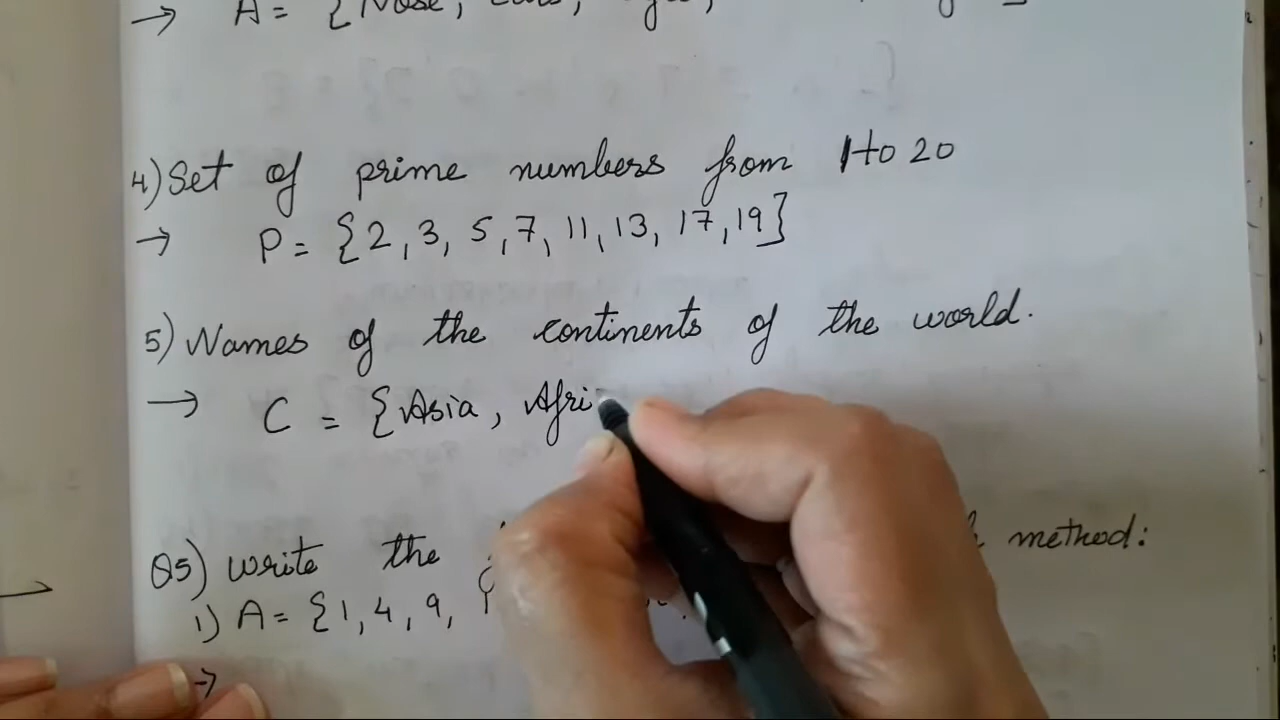 → A = {Nose,
4) Set of prime numbers from 1 to 20
→ P = {2, 3, 5, 7, 11, 13, 17, 19}
5) Names of the continents of the world.
→ C = {Asia, Afri
Q5) Write the method:
1) A = {1, 4, 9,
→